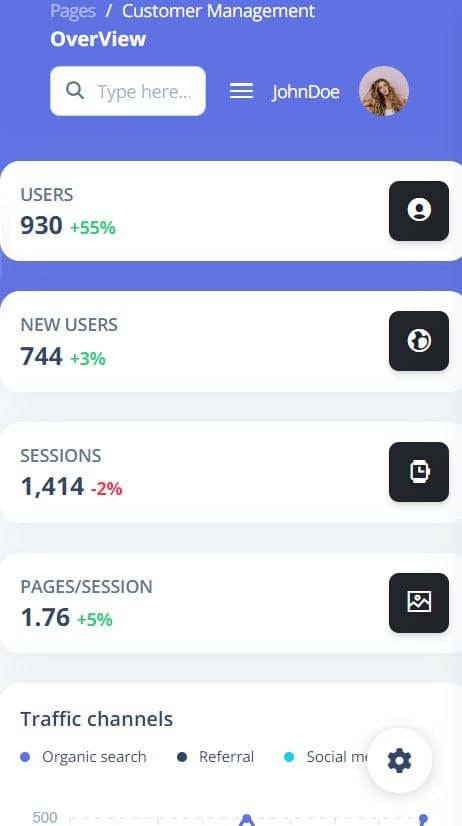 Pages / Customer Management
OverView
Type here...
JohnDoe
USERS
930 +55%
NEW USERS
744 +3%
SESSIONS
1,414 -2%
PAGES/SESSION
1.76 +5%
Traffic channels
Organic search Referral Social me
500